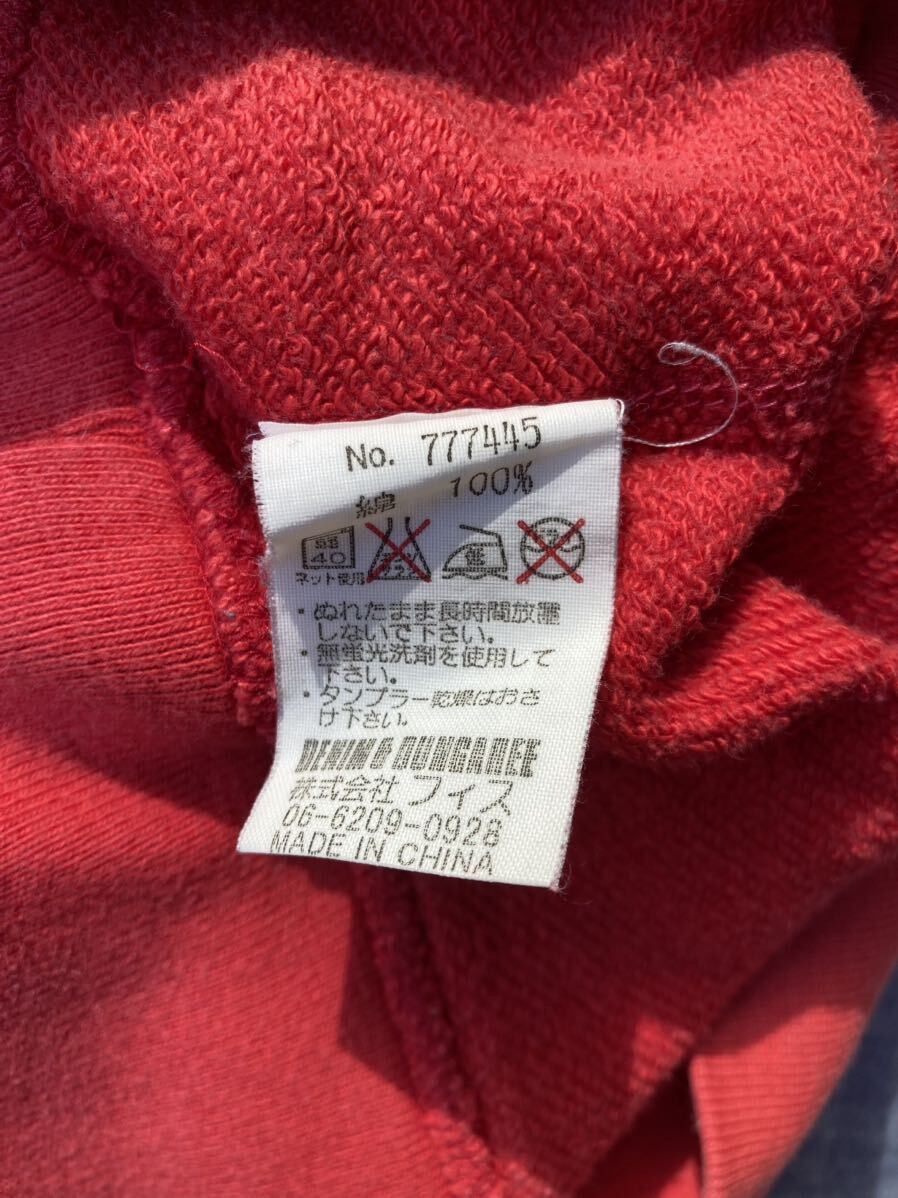 No. 777445
綿 100%
40
ネット使用
・ぬれたまま長時間放置
しないで下さい.
・無蛍光洗剤を使用して
下さい.
・タンブラー乾燥はおさ
け下さい.
DENIM & DUNGAREE
株式会社 フィス
06-6209-0928
MADE IN CHINA